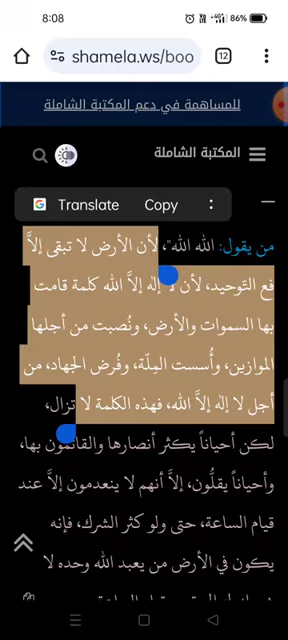 8:08
86%
shamela.ws/boo
12
للمساهمة في دعم المكتبة الشاملة
المكتبة الشاملة
Translate Copy
من يقول: الله الله"، لأن الأرض لا تبقى إلاَّ
مع التّوحيد، لأن لا إله إلاَّ الله كلمة قامت
بها السموات والأرض، ونُصبت من أجلها
الموازين، وأُسست المِلّة، وفُرض الجهاد، من
أجل لا إله إلاَّ الله، فهذه الكلمة لا تزال،
لكن أحياناً يكثر أنصارها والقائمون بها،
وأحياناً يقلُّون، إلاَّ أنهم لا ينعدمون إلاَّ عند
قيام الساعة، حتى ولو كثر الشرك، فإنه
يكون في الأرض من يعبد الله وحده لا